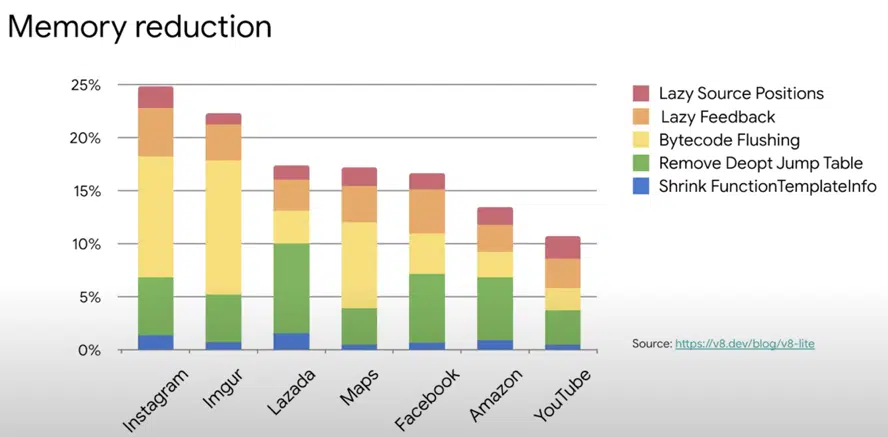 Memory reduction
25%
20%
15%
10%
5%
0%
Instagram
Imgur
Lazada
Maps
Facebook
Amazon
YouTube
Lazy Source Positions
Lazy Feedback
Bytecode Flushing
Remove Deopt Jump Table
Shrink FunctionTemplateInfo
Source: https://v8.dev/blog/v8-lite